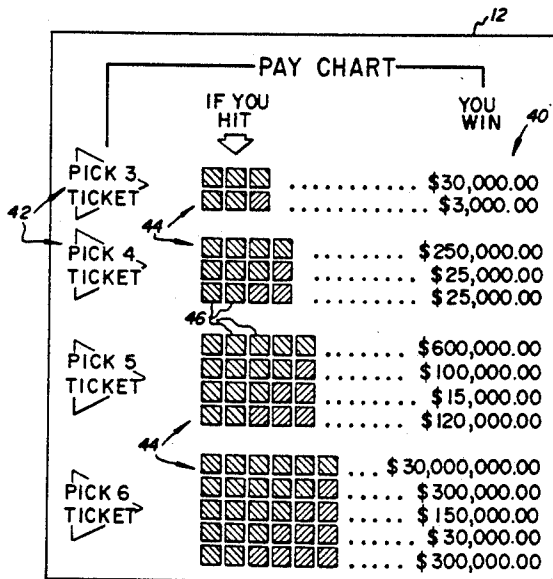 12
PAY CHART
IF YOU HIT
YOU WIN
40
PICK 3 TICKET
42
44
$30,000.00
$3,000.00
PICK 4 TICKET
$250,000.00
$25,000.00
$25,000.00
46
PICK 5 TICKET
$600,000.00
$100,000.00
$15,000.00
$120,000.00
44
PICK 6 TICKET
$30,000,000.00
$300,000.00
$150,000.00
$30,000.00
$300,000.00